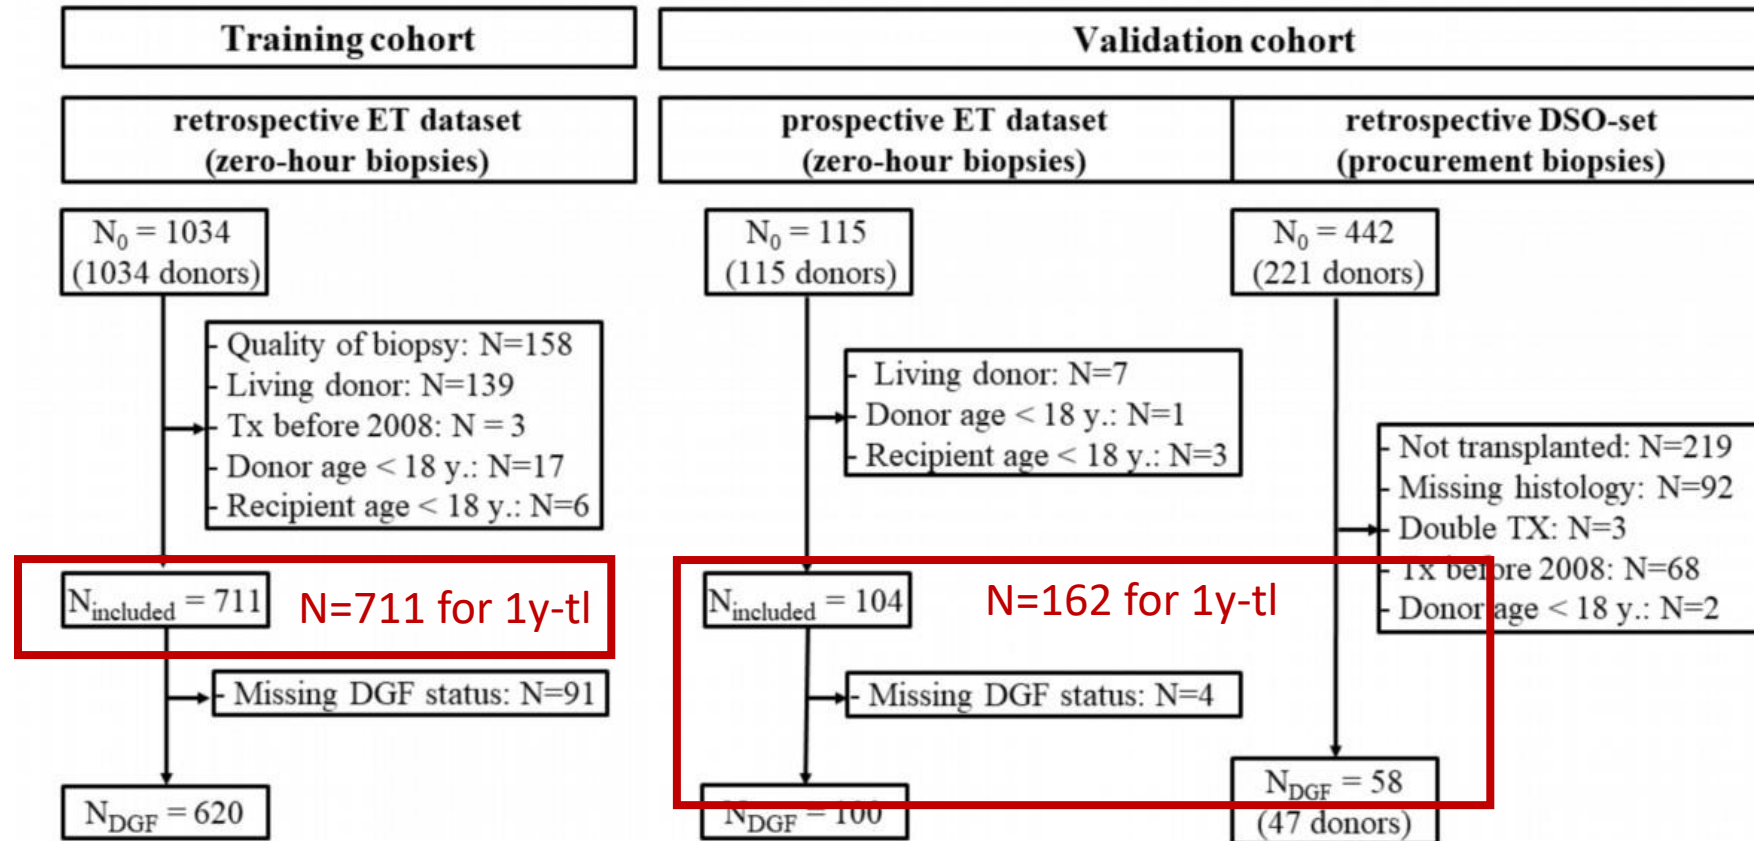 Training cohort
Validation cohort
retrospective ET dataset
(zero-hour biopsies)
prospective ET dataset
(zero-hour biopsies)
retrospective DSO-set
(procurement biopsies)
N0 = 1034
(1034 donors)
N0 = 115
(115 donors)
N0 = 442
(221 donors)
- Quality of biopsy: N=158
- Living donor: N=139
- Tx before 2008: N = 3
- Donor age < 18 y.: N=17
- Recipient age < 18 y.: N=6
- Living donor: N=7
- Donor age < 18 y.: N=1
- Recipient age < 18 y.: N=3
- Not transplanted: N=219
- Missing histology: N=92
- Double TX: N=3
- Tx before 2008: N=68
- Donor age < 18 y.: N=2
Nincluded = 711
N=711 for 1y-tl
Nincluded = 104
N=162 for 1y-tl
- Missing DGF status: N=91
- Missing DGF status: N=4
NDGF = 620
NDGF = 100
NDGF = 58
(47 donors)